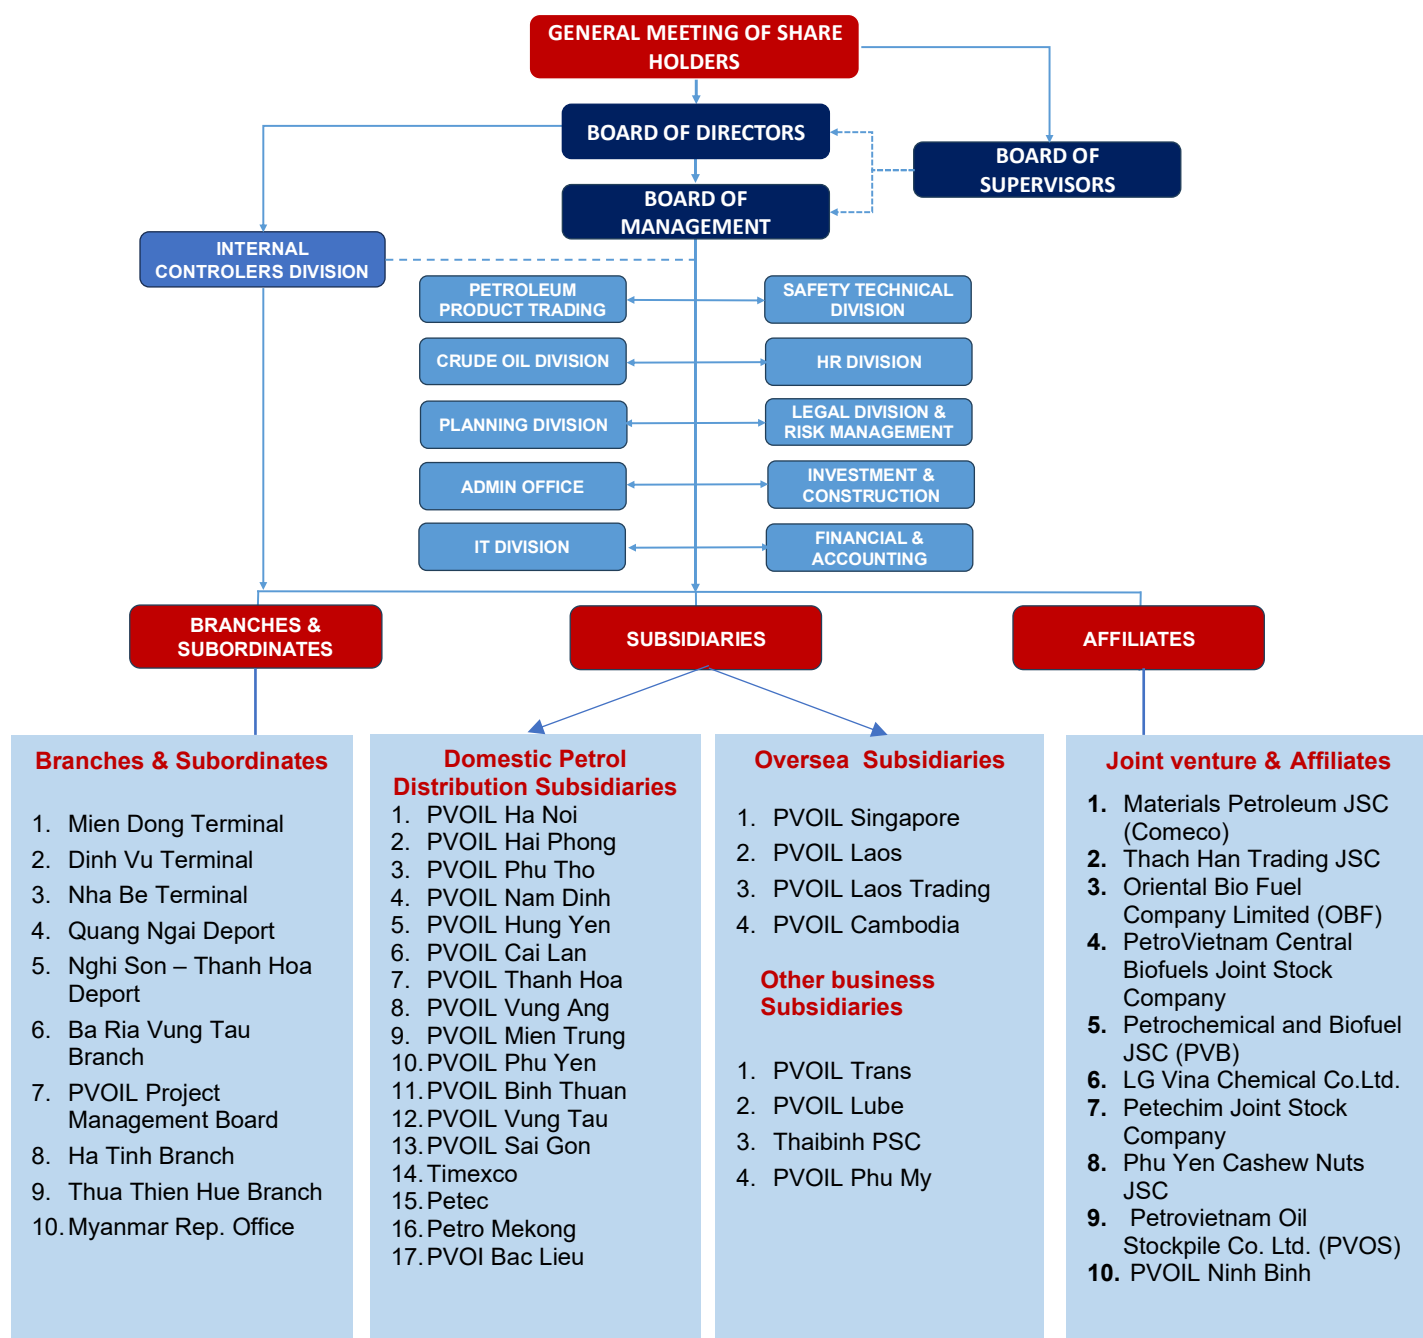 GENERAL MEETING OF SHARE
HOLDERS
BOARD OF DIRECTORS
BOARD OF
SUPERVISORS
BOARD OF
MANAGEMENT
INTERNAL
CONTROLERS DIVISION
PETROLEUM
PRODUCT TRADING
SAFETY TECHNICAL
DIVISION
CRUDE OIL DIVISION
HR DIVISION
PLANNING DIVISION
LEGAL DIVISION &
RISK MANAGEMENT
ADMIN OFFICE
INVESTMENT &
CONSTRUCTION
IT DIVISION
FINANCIAL &
ACCOUNTING
BRANCHES &
SUBORDINATES
SUBSIDIARIES
AFFILIATES
Branches & Subordinates
1. Mien Dong Terminal
2. Dinh Vu Terminal
3. Nha Be Terminal
4. Quang Ngai Deport
5. Nghi Son – Thanh Hoa
Deport
6. Ba Ria Vung Tau
Branch
7. PVOIL Project
Management Board
8. Ha Tinh Branch
9. Thua Thien Hue Branch
10. Myanmar Rep. Office
Domestic Petrol
Distribution Subsidiaries
1. PVOIL Ha Noi
2. PVOIL Hai Phong
3. PVOIL Phu Tho
4. PVOIL Nam Dinh
5. PVOIL Hung Yen
6. PVOIL Cai Lan
7. PVOIL Thanh Hoa
8. PVOIL Vung Ang
9. PVOIL Mien Trung
10. PVOIL Phu Yen
11. PVOIL Binh Thuan
12. PVOIL Vung Tau
13. PVOIL Sai Gon
14. Timexco
15. Petec
16. Petro Mekong
17. PVOI Bac Lieu
Oversea Subsidiaries
1. PVOIL Singapore
2. PVOIL Laos
3. PVOIL Laos Trading
4. PVOIL Cambodia
Other business
Subsidiaries
1. PVOIL Trans
2. PVOIL Lube
3. Thaibinh PSC
4. PVOIL Phu My
Joint venture & Affiliates
1. Materials Petroleum JSC
(Comeco)
2. Thach Han Trading JSC
3. Oriental Bio Fuel
Company Limited (OBF)
4. PetroVietnam Central
Biofuels Joint Stock
Company
5. Petrochemical and Biofuel
JSC (PVB)
6. LG Vina Chemical Co.Ltd.
7. Petechim Joint Stock
Company
8. Phu Yen Cashew Nuts
JSC
9. Petrovietnam Oil
Stockpile Co. Ltd. (PVOS)
10. PVOIL Ninh Binh